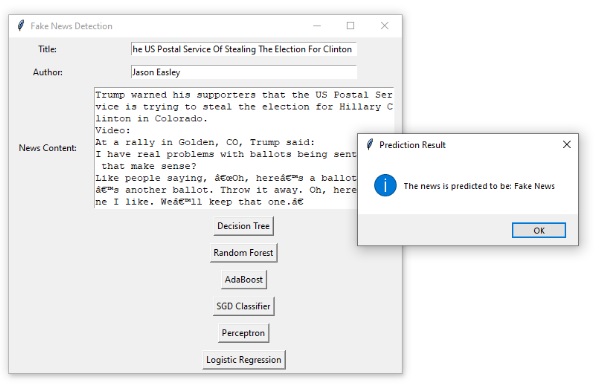 Fake News Detection
Title:
he US Postal Service Of Stealing The Election For Clinton
Author:
Jason Easley
News Content:
Trump warned his supporters that the US Postal Ser
vice is trying to steal the election for Hillary C
linton in Colorado.
Video:
At a rally in Golden, CO, Trump said:
I have real problems with ballots being sent
 that make sense?
Like people saying, â€œOh, hereâ€™s a ballot
â€™s another ballot. Throw it away. Oh, here
ne I like. Weâ€™ll keep that one.â€
Decision Tree
Random Forest
AdaBoost
SGD Classifier
Perceptron
Logistic Regression
Prediction Result
The news is predicted to be: Fake News
OK